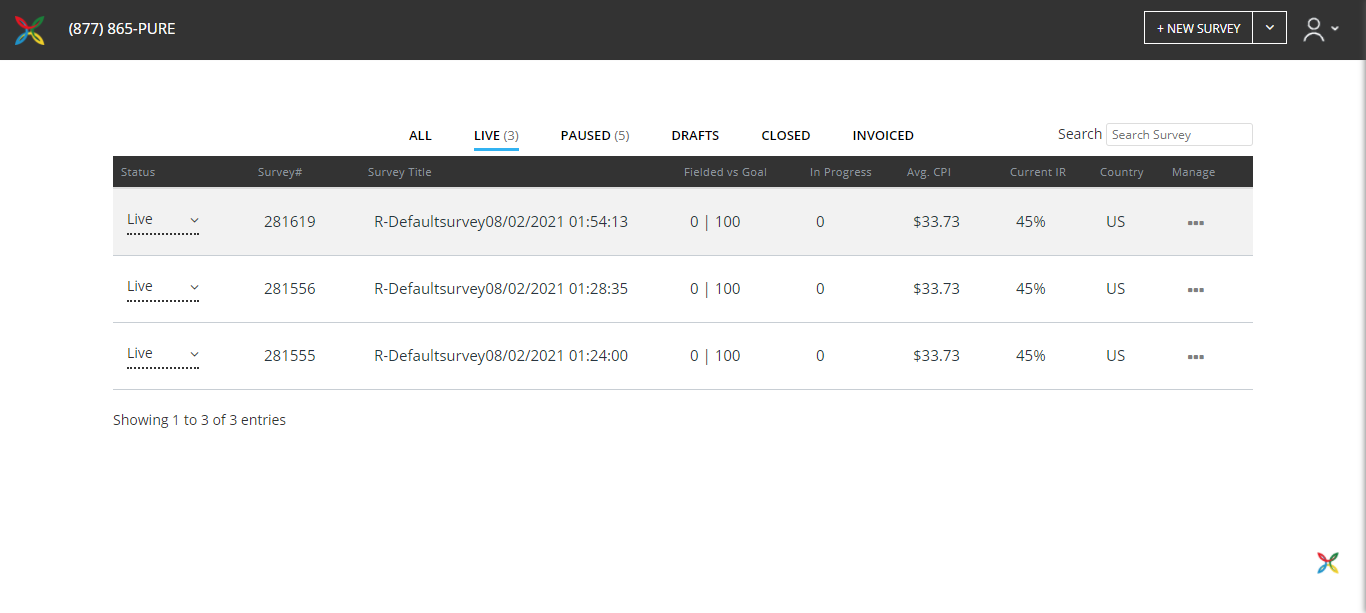 (877) 865-PURE + NEW SURVEY
ALL LIVE (3) PAUSED (5) DRAFTS CLOSED INVOICED Search Search Survey
Status Survey# Survey Title Fielded vs Goal In Progress Avg. CPI Current IR Country Manage
Live 281619 R-Defaultsurvey08/02/2021 01:54:13 0 | 100 0 $33.73 45% US
Live 281556 R-Defaultsurvey08/02/2021 01:28:35 0 | 100 0 $33.73 45% US
Live 281555 R-Defaultsurvey08/02/2021 01:24:00 0 | 100 0 $33.73 45% US
Showing 1 to 3 of 3 entries